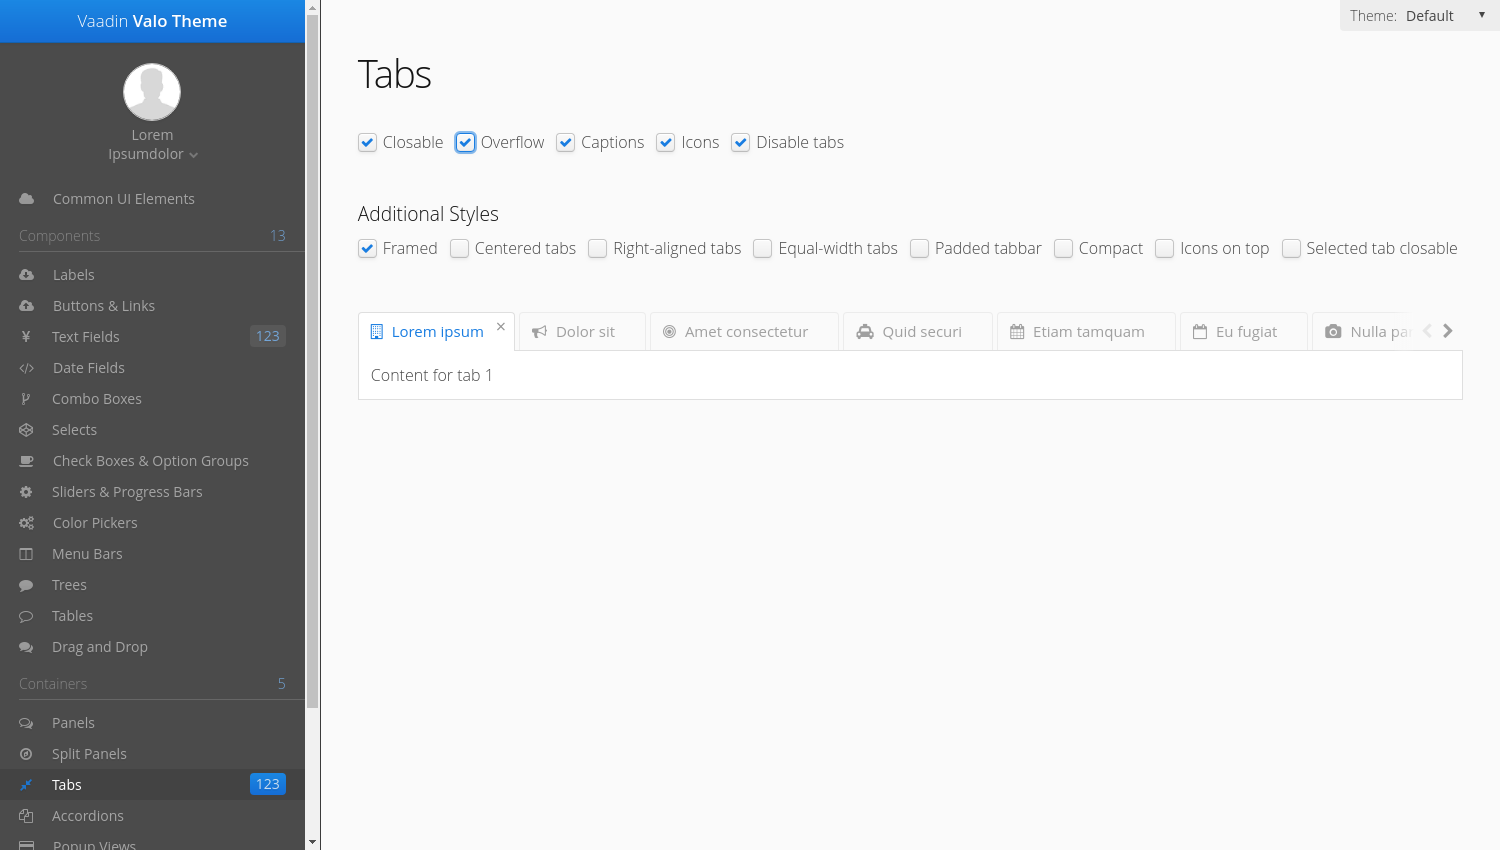 Vaadin Valo Theme
Lorem
Ipsumdolor
Common UI Elements
Components 13
Labels
Buttons & Links
Text Fields 123
Date Fields
Combo Boxes
Selects
Check Boxes & Option Groups
Sliders & Progress Bars
Color Pickers
Menu Bars
Trees
Tables
Drag and Drop
Containers 5
Panels
Split Panels
Tabs 123
Accordions
Popup Views
Theme: Default
Tabs
Closable Overflow Captions Icons Disable tabs
Additional Styles
Framed Centered tabs Right-aligned tabs Equal-width tabs Padded tabbar Compact Icons on top Selected tab closable
Lorem ipsum Dolor sit Amet consectetur Quid securi Etiam tamquam Eu fugiat Nulla par
Content for tab 1